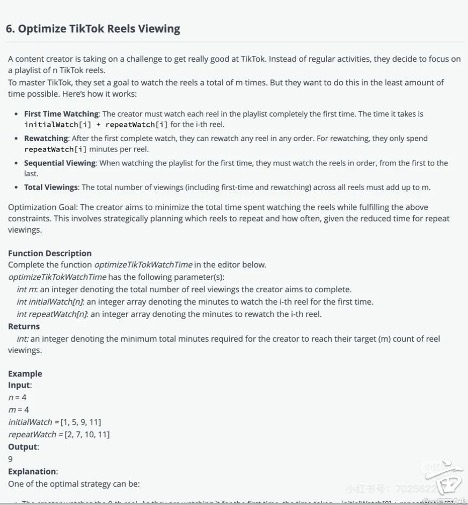 6. Optimize TikTok Reels Viewing
A content creator is taking on a challenge to get really good at TikTok. Instead of regular activities, they decide to focus on
a playlist of n TikTok reels.
To master TikTok, they set a goal to watch the reels a total of m times. But they want to do this in the least amount of
time possible. Here's how it works:
• First Time Watching: The creator must watch each reel in the playlist completely the first time. The time it takes is
initialWatch[i] + repeatWatch[i] for the i-th reel.
• Rewatching: After the first complete watch, they can rewatch any reel in any order. For rewatching, they only spend
repeatWatch[i] minutes per reel.
• Sequential Viewing: When watching the playlist for the first time, they must watch the reels in order, from the first to the
last.
• Total Viewings: The total number of viewings (including first-time and rewatching) across all reels must add up to m.
Optimization Goal: The creator aims to minimize the total time spent watching the reels while fulfilling the above
constraints. This involves strategically planning which reels to repeat and how often, given the reduced time for repeat
viewings.
Function Description
Complete the function optimizeTikTokWatchTime in the editor below.
optimizeTikTokWatchTime has the following parameter(s):
int m: an integer denoting the total number of reel viewings the creator aims to complete.
int initialWatch[n]: an integer array denoting the minutes to watch the i-th reel for the first time.
int repeatWatch[n]: an integer array denoting the minutes to rewatch the i-th reel.
Returns
int: an integer denoting the minimum total minutes required for the creator to reach their target (m) count of reel
viewings.
Example
Input:
n = 4
m = 4
initialWatch = [1, 5, 9, 11]
repeatWatch = [2, 7, 10, 11]
Output:
9
Explanation:
One of the optimal strategy can be: